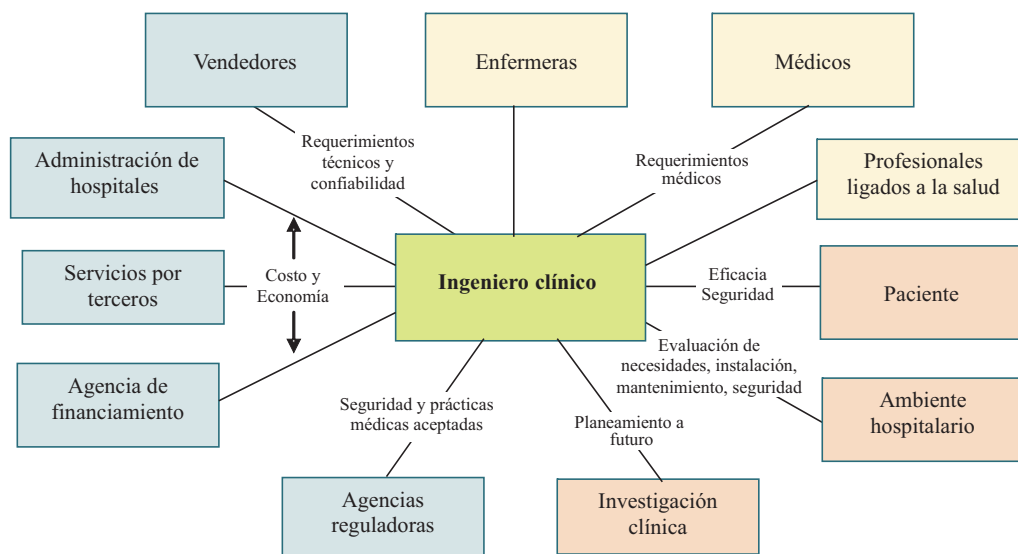 Vendedores
Enfermeras
Médicos
Requerimientos
técnicos y
confiabilidad
Requerimientos
médicos
Administración de
hospitales
Profesionales
ligados a la salud
Servicios por
terceros
Costo y
Economía
Ingeniero clínico
Eficacia
Seguridad
Paciente
Agencia de
financiamiento
Evaluación de
necesidades, instalación,
mantenimiento, seguridad
Ambiente
hospitalario
Seguridad y prácticas
médicas aceptadas
Planeamiento a
futuro
Agencias
reguladoras
Investigación
clínica